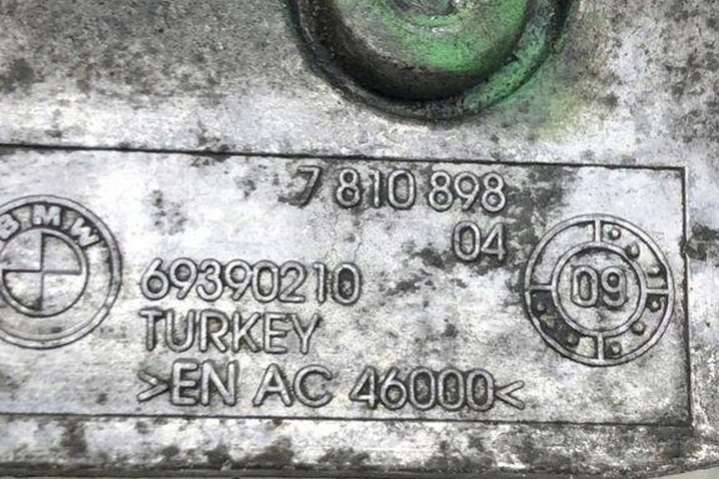 7 810 898
04
BMW
69390210
TURKEY
>EN AC 46000<
09